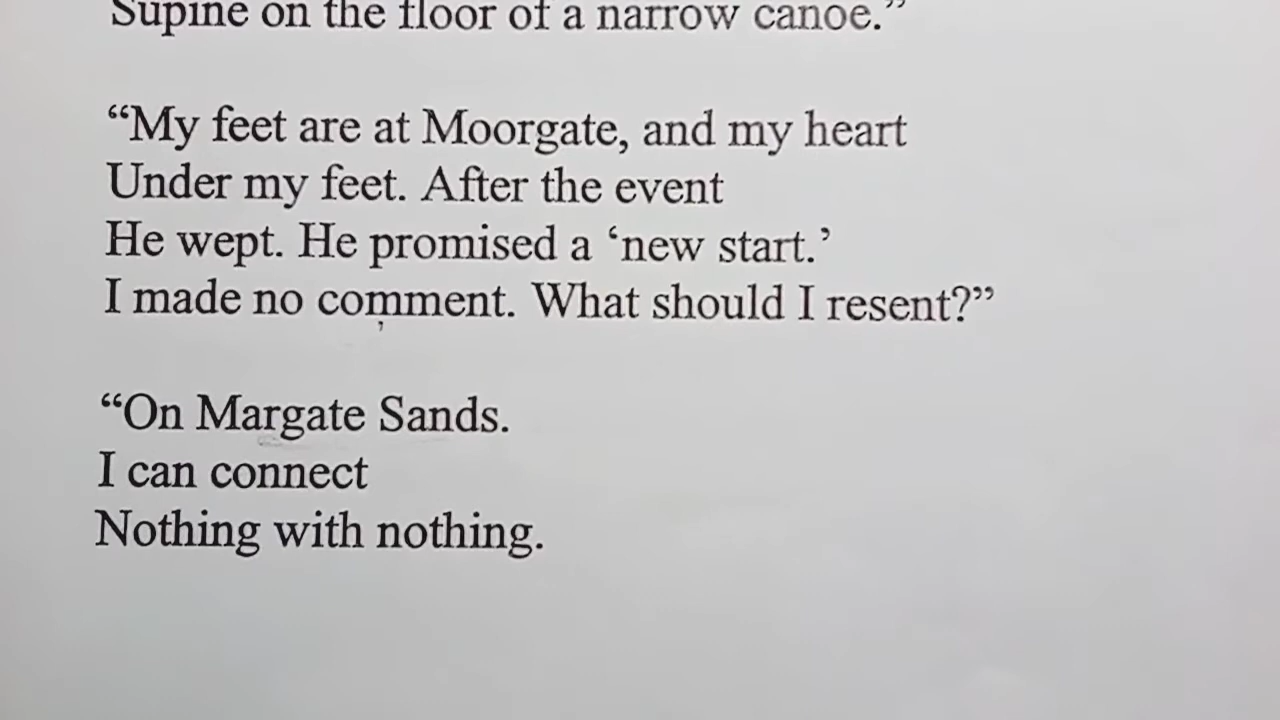 Supine on the floor of a narrow canoe.”
“My feet are at Moorgate, and my heart
Under my feet. After the event
He wept. He promised a ‘new start.’
I made no comment. What should I resent?”
“On Margate Sands.
I can connect
Nothing with nothing.